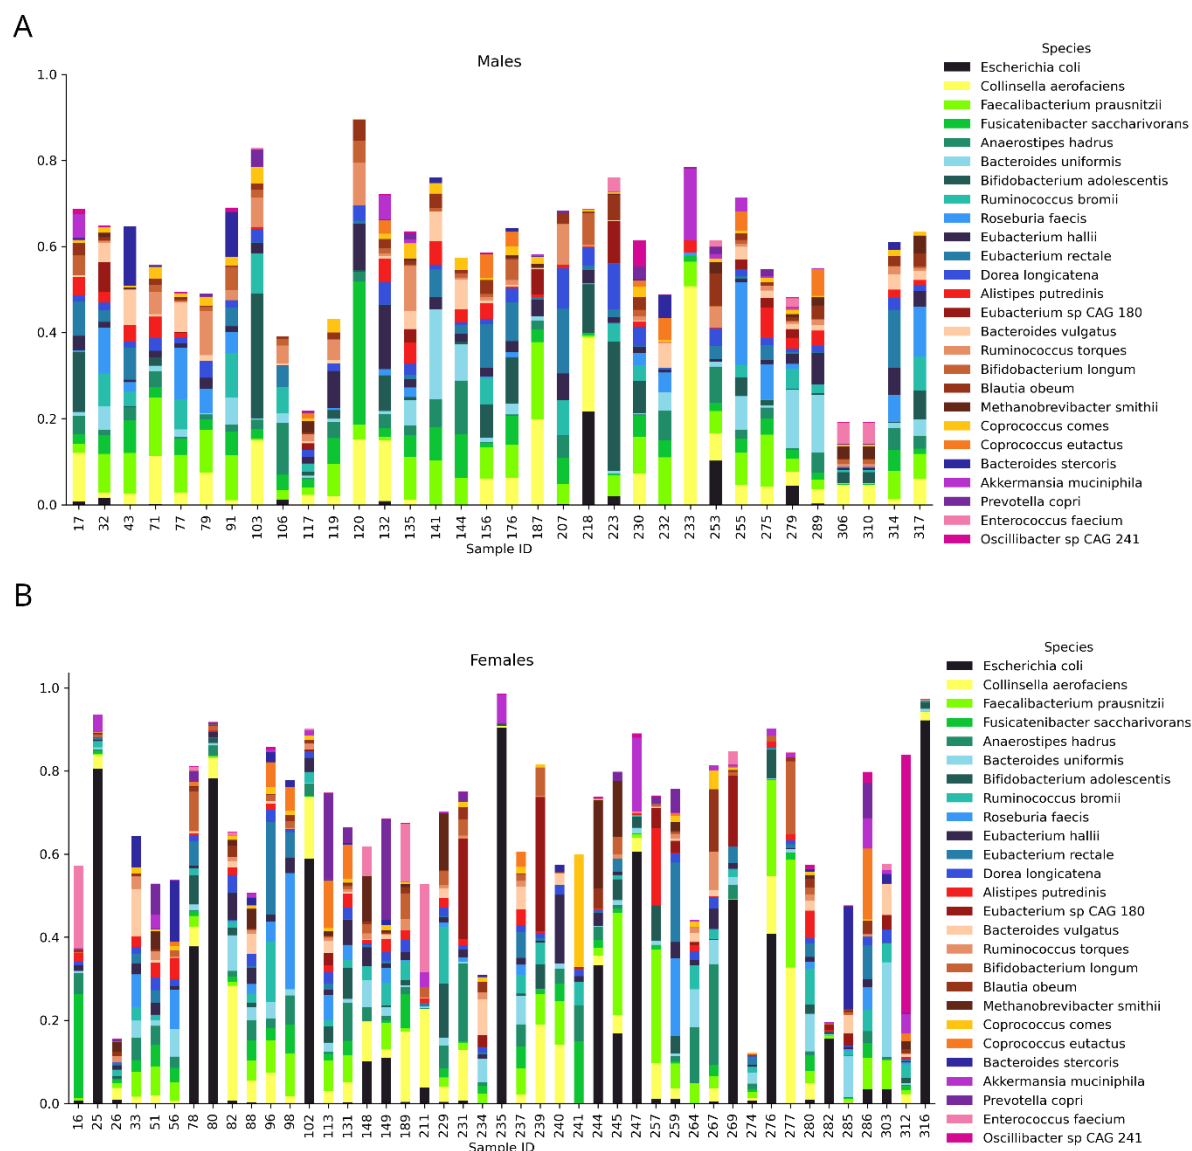 A
Males
1.0
0.8
0.6
0.4
0.2
0.0
17 32 43 71 77 79 91 103 106 117 119 120 132 135 141 144 156 176 187 207 218 223 230 232 233 253 255 275 279 289 306 310 314 317
Sample ID
Species
Escherichia coli
Collinsella aerofaciens
Faecalibacterium prausnitzii
Fusicatenibacter saccharivorans
Anaerostipes hadrus
Bacteroides uniformis
Bifidobacterium adolescentis
Ruminococcus bromii
Roseburia faecis
Eubacterium hallii
Eubacterium rectale
Dorea longicatena
Alistipes putredinis
Eubacterium sp CAG 180
Bacteroides vulgatus
Ruminococcus torques
Bifidobacterium longum
Blautia obeum
Methanobrevibacter smithii
Coprococcus comes
Coprococcus eutactus
Bacteroides stercoris
Akkermansia muciniphila
Prevotella copri
Enterococcus faecium
Oscillibacter sp CAG 241
B
Females
1.0
0.8
0.6
0.4
0.2
0.0
16 25 26 33 51 56 78 80 82 88 96 98 102 113 131 148 149 189 211 229 231 234 235 237 239 240 241 244 245 247 257 259 264 267 269 274 276 277 280 282 285 286 303 312 316
Sample ID
Species
Escherichia coli
Collinsella aerofaciens
Faecalibacterium prausnitzii
Fusicatenibacter saccharivorans
Anaerostipes hadrus
Bacteroides uniformis
Bifidobacterium adolescentis
Ruminococcus bromii
Roseburia faecis
Eubacterium hallii
Eubacterium rectale
Dorea longicatena
Alistipes putredinis
Eubacterium sp CAG 180
Bacteroides vulgatus
Ruminococcus torques
Bifidobacterium longum
Blautia obeum
Methanobrevibacter smithii
Coprococcus comes
Coprococcus eutactus
Bacteroides stercoris
Akkermansia muciniphila
Prevotella copri
Enterococcus faecium
Oscillibacter sp CAG 241